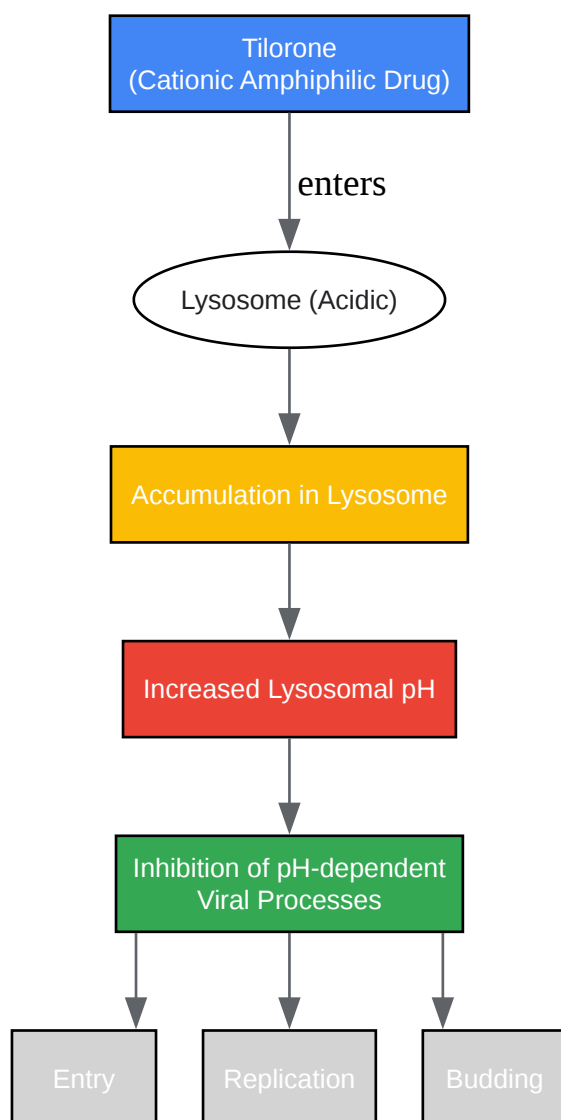 Tilorone
(Cationic Amphiphilic Drug)
enters
Lysosome (Acidic)
Accumulation in Lysosome
Increased Lysosomal pH
Inhibition of pH-dependent
Viral Processes
Entry
Replication
Budding